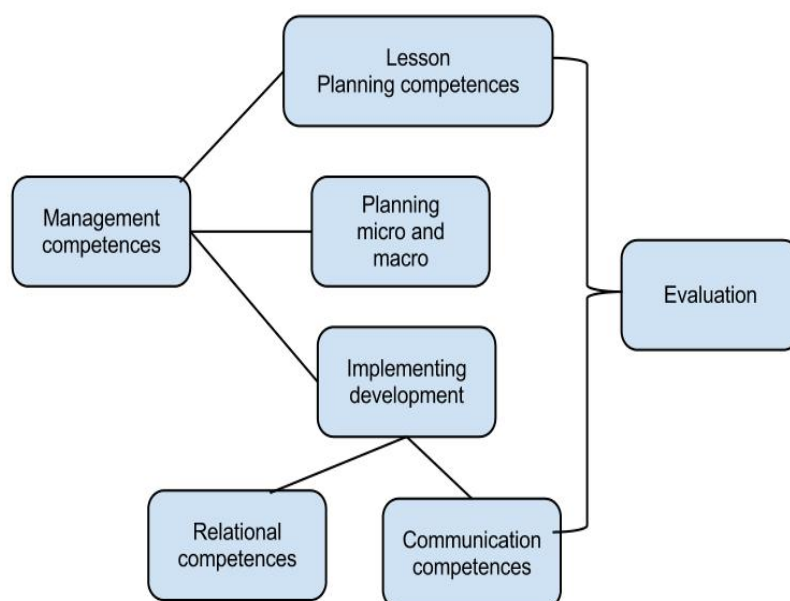 Lesson
Planning competences
Management
competences
Planning
micro and
macro
Evaluation
Implementing
development
Relational
competences
Communication
competences